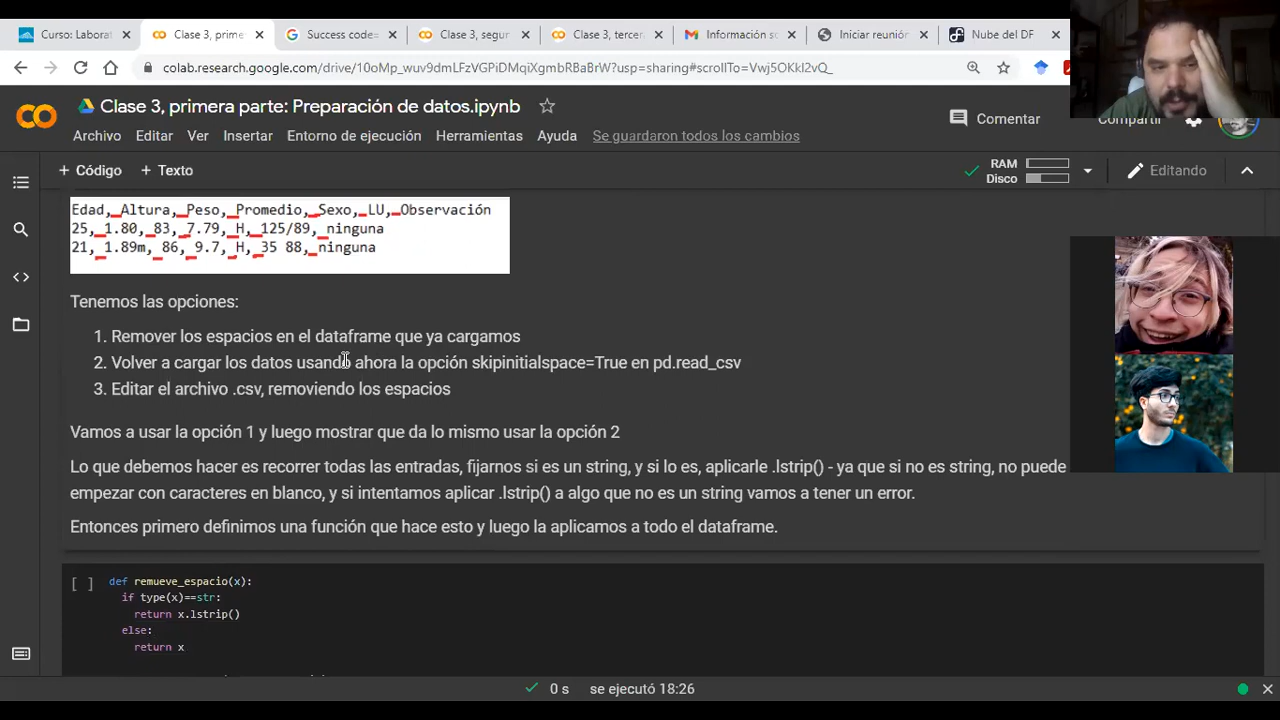 Curso: Laborat
Clase 3, prime
Success code=
Clase 3, segur
Clase 3, tercer
Información so
Iniciar reunión
Nube del DF
colab.research.google.com/drive/10oMp_wuv9dmLFzVGPiDMqiXgmbRBaBrW?usp=sharing#scrollTo=Vwj5OKkI2vQ_
Clase 3, primera parte: Preparación de datos.ipynb
Comentar
Compartir
Archivo Editar Ver Insertar Entorno de ejecución Herramientas Ayuda Se guardaron todos los cambios
+ Código + Texto
RAM
Disco
Editando
Edad, Altura, Peso, Promedio, Sexo, LU, Observación
25, 1.80, 83, 7.79, H, 125/89, ninguna
21, 1.89m, 86, 9.7, H, 35 88, ninguna
Tenemos las opciones:
1. Remover los espacios en el dataframe que ya cargamos
2. Volver a cargar los datos usando ahora la opción skipinitialspace=True en pd.read_csv
3. Editar el archivo .csv, removiendo los espacios
Vamos a usar la opción 1 y luego mostrar que da lo mismo usar la opción 2
Lo que debemos hacer es recorrer todas las entradas, fijarnos si es un string, y si lo es, aplicarle .lstrip() - ya que si no es string, no puede
empezar con caracteres en blanco, y si intentamos aplicar .lstrip() a algo que no es un string vamos a tener un error.
Entonces primero definimos una función que hace esto y luego la aplicamos a todo el dataframe.
[ ]
def remueve_espacio(x):
if type(x)==str:
return x.lstrip()
else:
return x
0 s se ejecutó 18:26